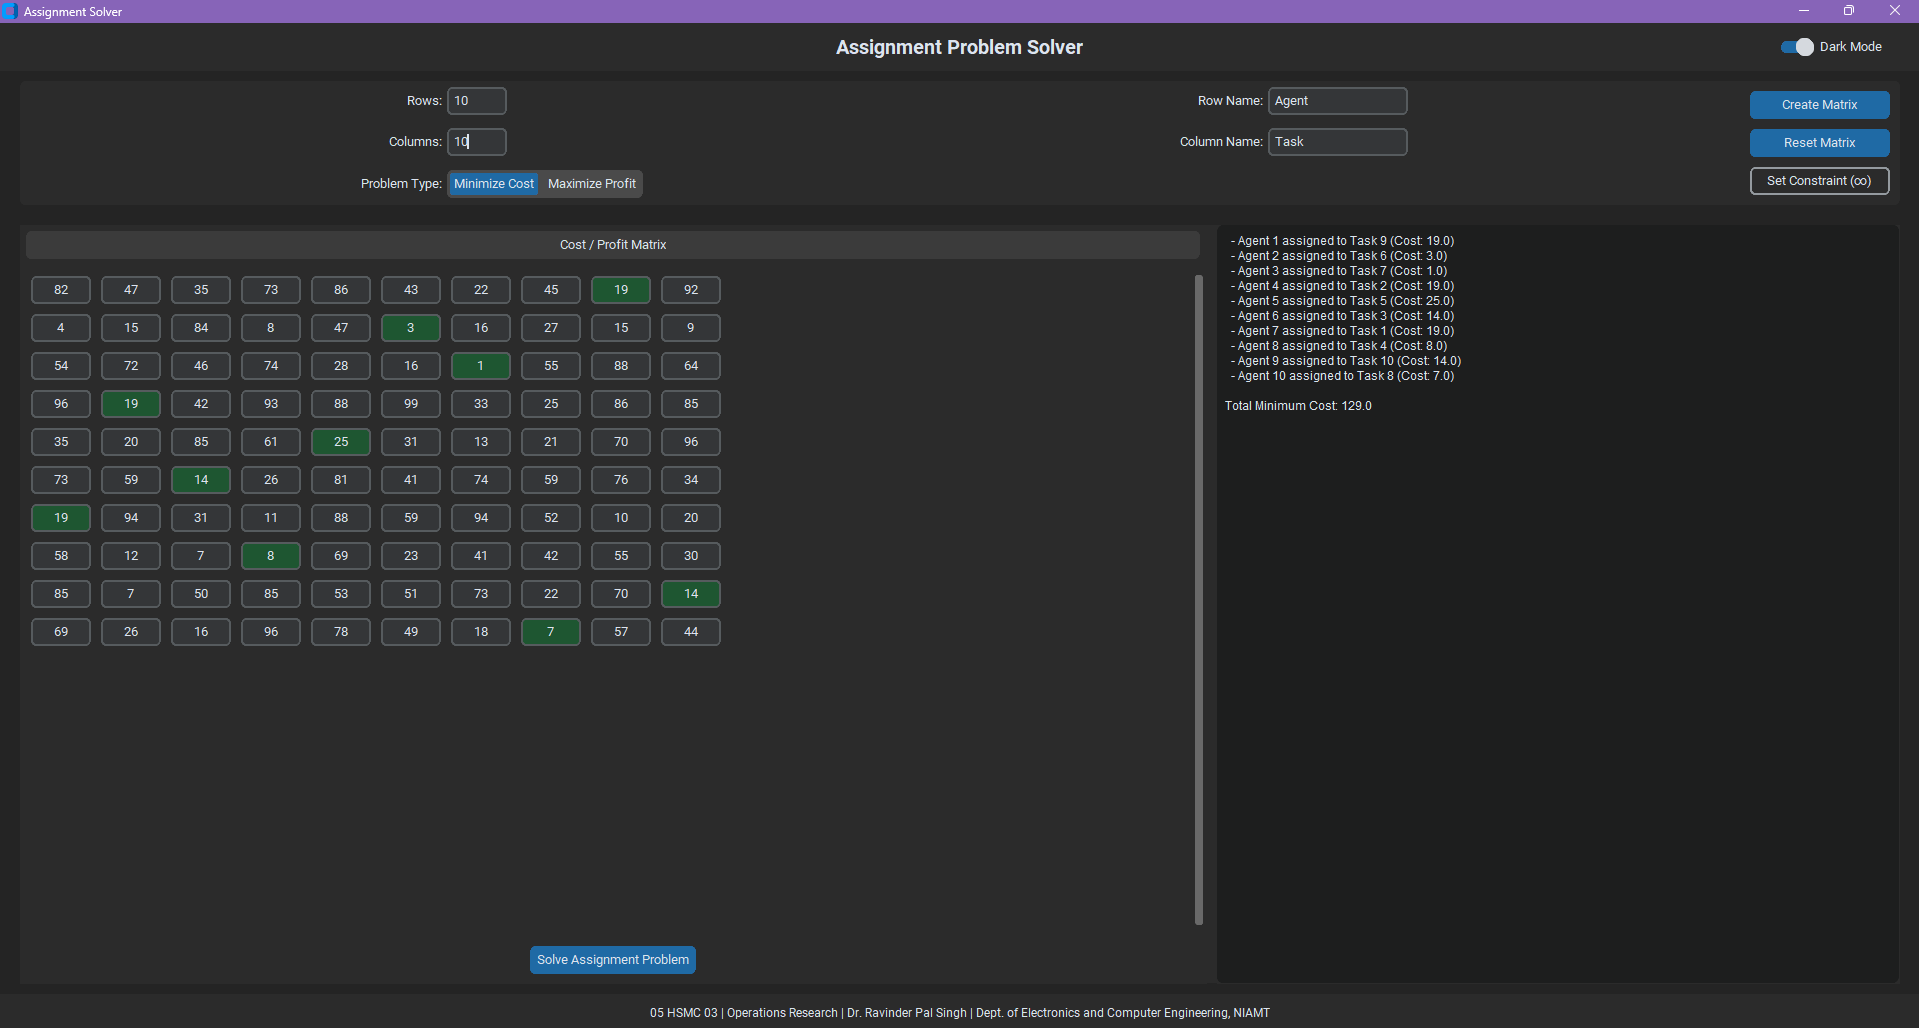 Assignment Solver
Assignment Problem Solver
Dark Mode
Rows: 10
Row Name: Agent
Create Matrix
Columns: 10
Column Name: Task
Reset Matrix
Problem Type: Minimize Cost Maximize Profit
Set Constraint (∞)
Cost / Profit Matrix
82 47 35 73 86 43 22 45 19 92
4 15 84 8 47 3 16 27 15 9
54 72 46 74 28 16 1 55 88 64
96 19 42 93 88 99 33 25 86 85
35 20 85 61 25 31 13 21 70 96
73 59 14 26 81 41 74 59 76 34
19 94 31 11 88 59 94 52 10 20
58 12 7 8 69 23 41 42 55 30
85 7 50 85 53 51 73 22 70 14
69 26 16 96 78 49 18 7 57 44
Solve Assignment Problem
- Agent 1 assigned to Task 9 (Cost: 19.0)
- Agent 2 assigned to Task 6 (Cost: 3.0)
- Agent 3 assigned to Task 7 (Cost: 1.0)
- Agent 4 assigned to Task 2 (Cost: 19.0)
- Agent 5 assigned to Task 5 (Cost: 25.0)
- Agent 6 assigned to Task 3 (Cost: 14.0)
- Agent 7 assigned to Task 1 (Cost: 19.0)
- Agent 8 assigned to Task 4 (Cost: 8.0)
- Agent 9 assigned to Task 10 (Cost: 14.0)
- Agent 10 assigned to Task 8 (Cost: 7.0)
Total Minimum Cost: 129.0
05 HSMC 03 | Operations Research | Dr. Ravinder Pal Singh | Dept. of Electronics and Computer Engineering, NIAMT